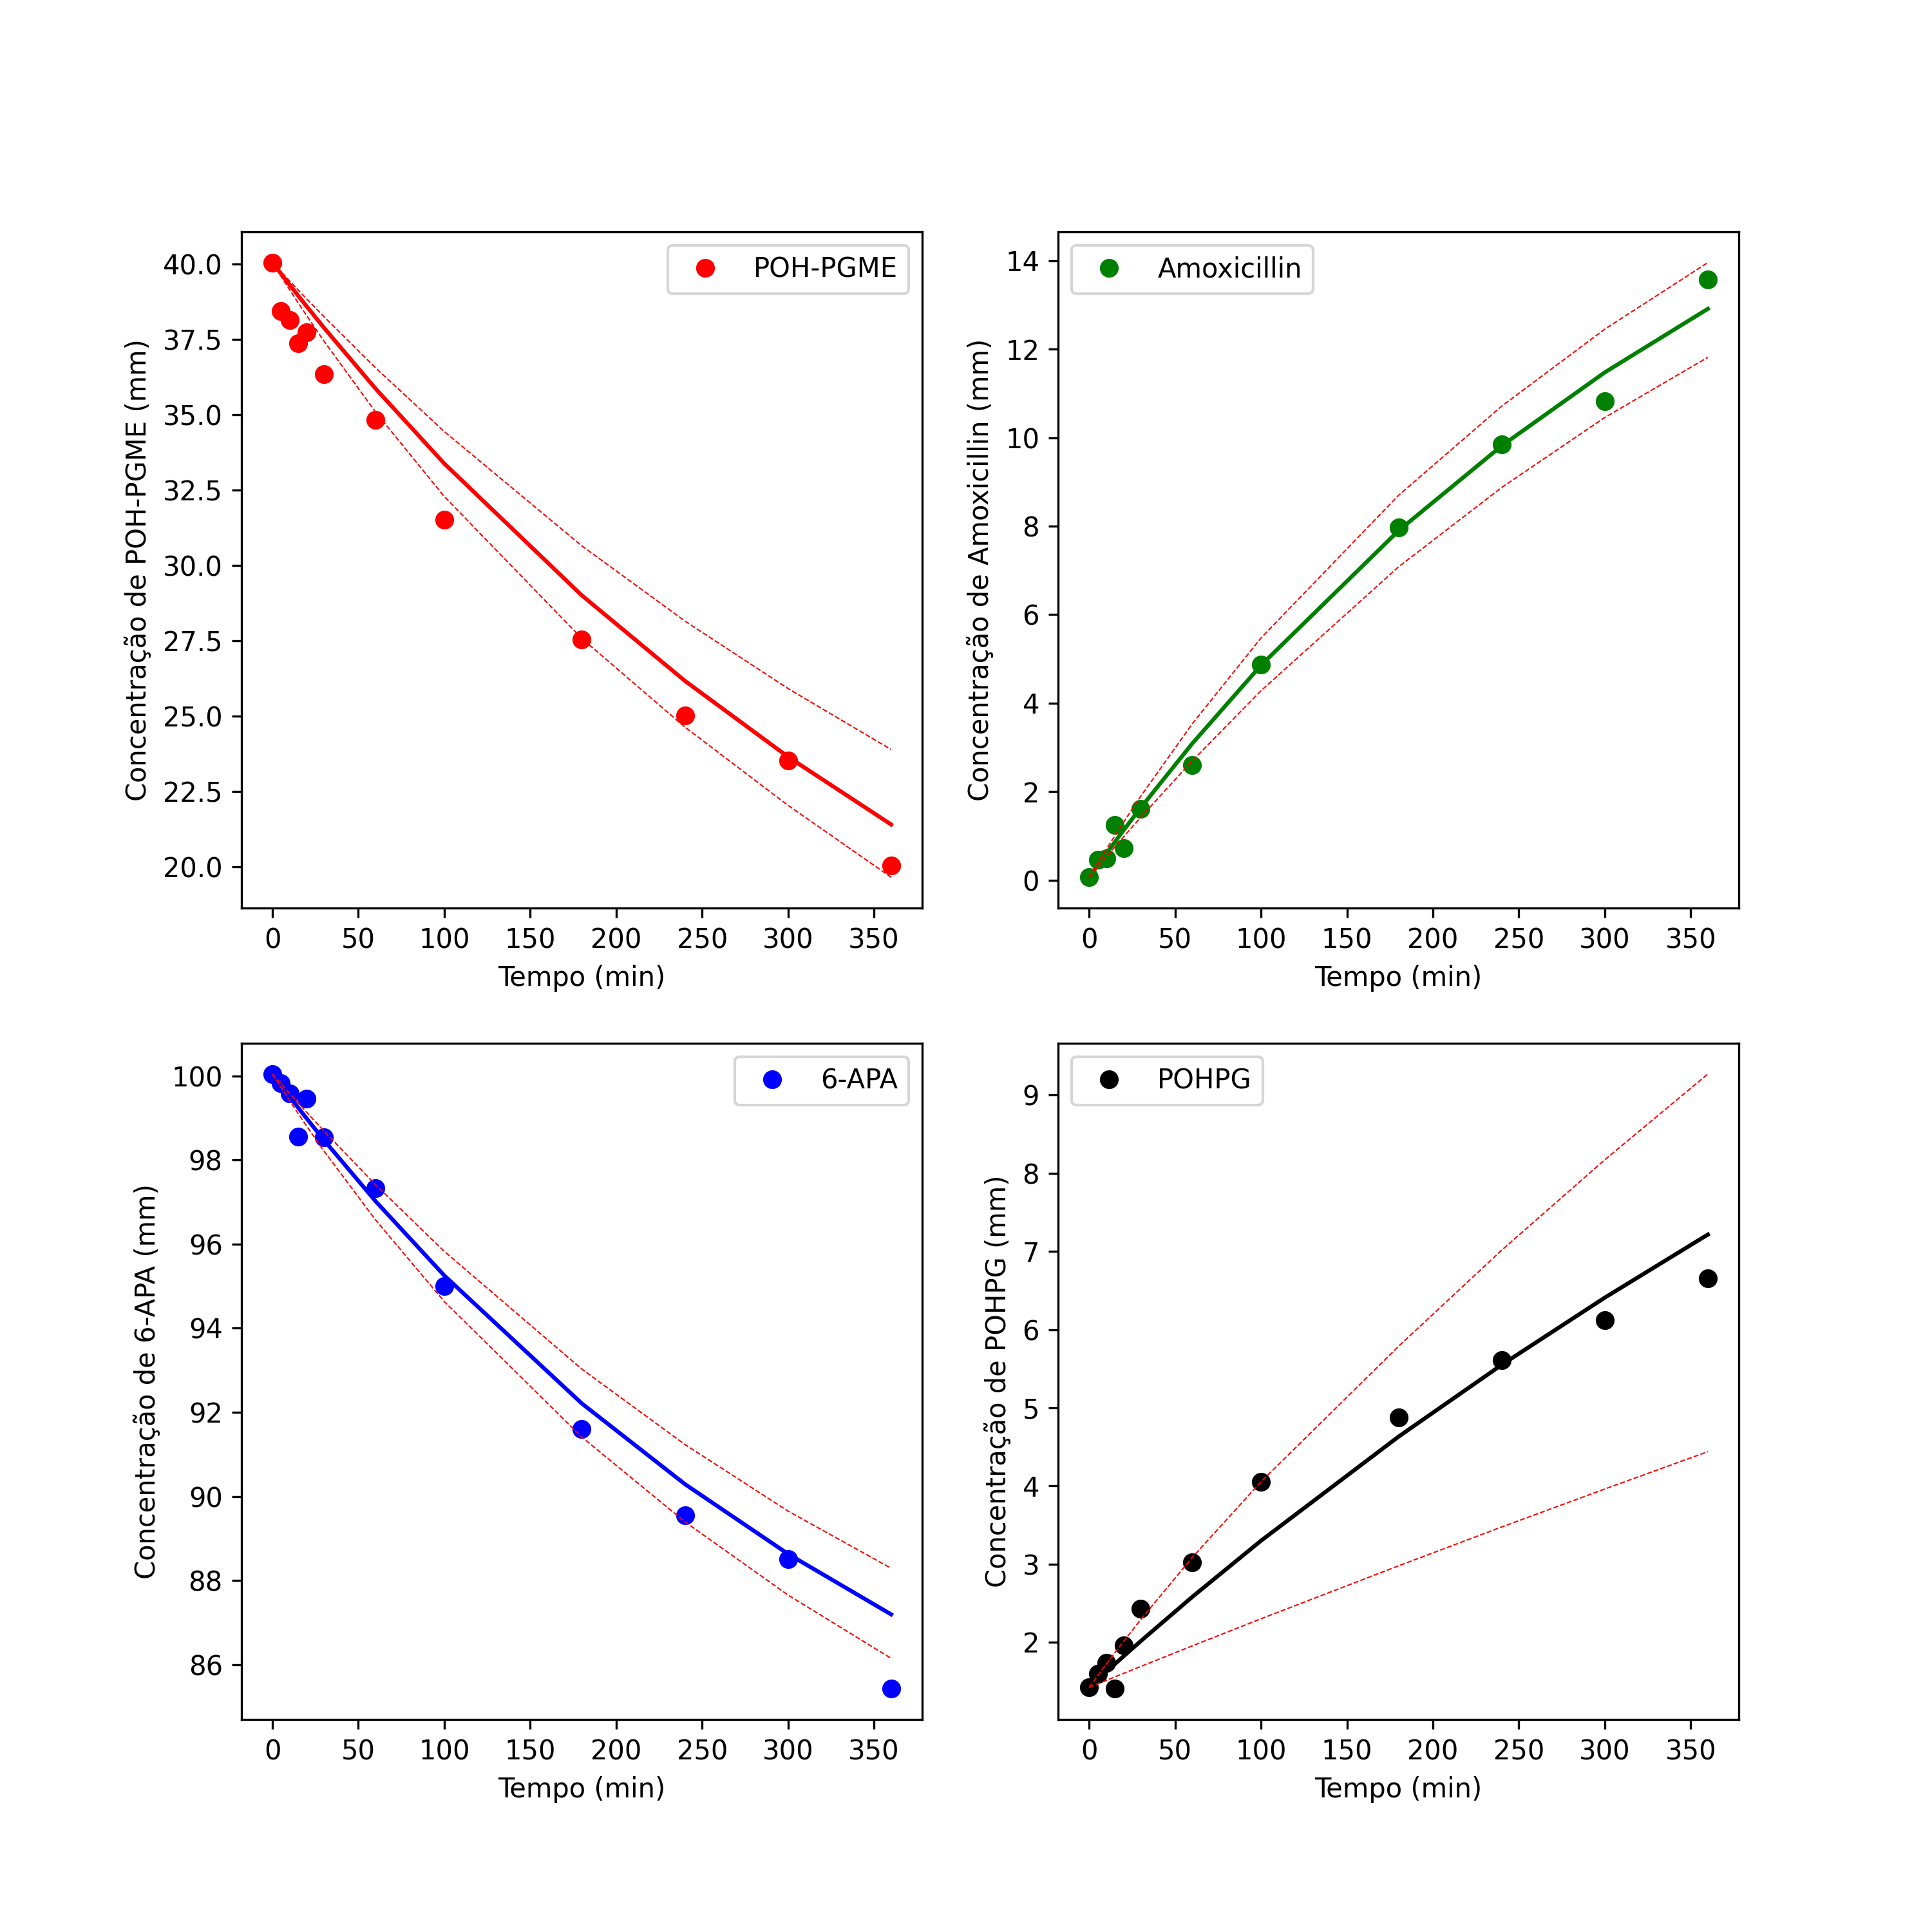 POH-PGME
40.0
37.5
35.0
32.5
30.0
27.5
25.0
22.5
20.0
Concentração de POH-PGME (mm)
0 50 100 150 200 250 300 350
Tempo (min)
Amoxicillin
14
12
10
8
6
4
2
0
Concentração de Amoxicillin (mm)
0 50 100 150 200 250 300 350
Tempo (min)
6-APA
100
98
96
94
92
90
88
86
Concentração de 6-APA (mm)
0 50 100 150 200 250 300 350
Tempo (min)
POHPG
9
8
7
6
5
4
3
2
Concentração de POHPG (mm)
0 50 100 150 200 250 300 350
Tempo (min)